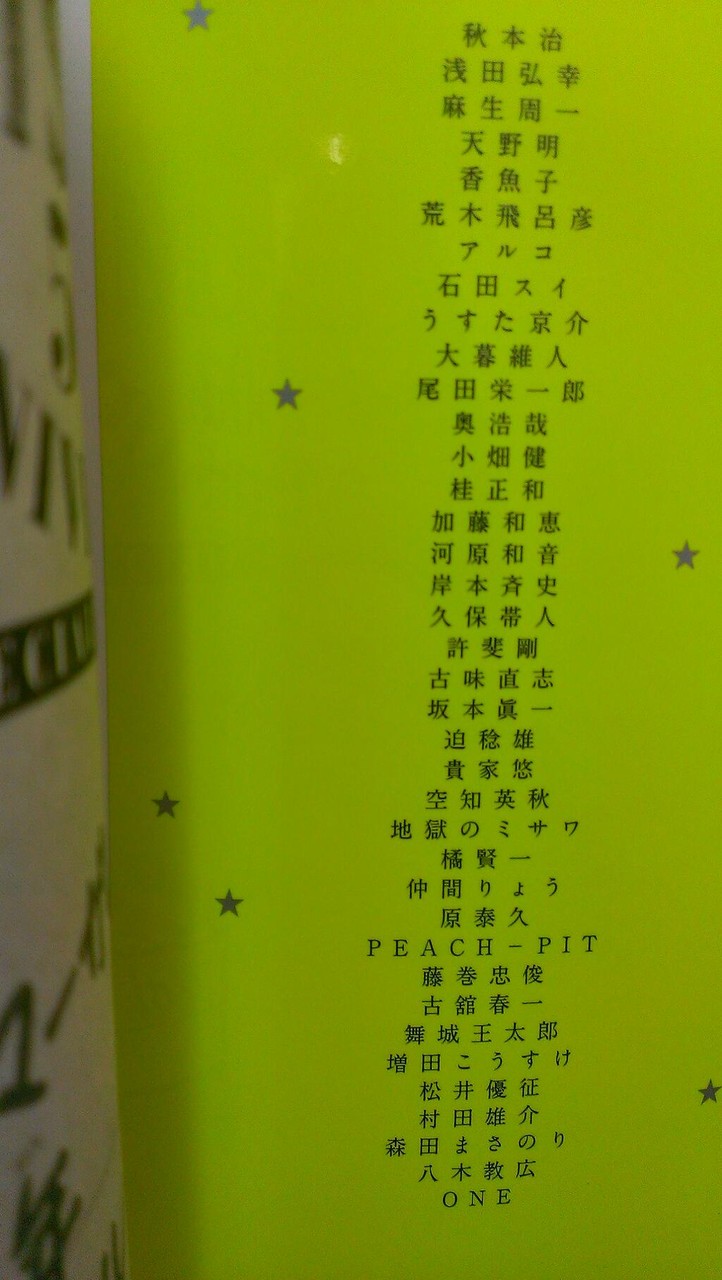 秋本治
浅田弘幸
麻生周一
天野明
香魚子
荒木飛呂彦
アルコ
石田スイ
うすた京介
大暮維人
尾田栄一郎
奥浩哉
小畑健
桂正和
加藤和恵
河原和音
岸本斉史
久保帯人
許斐剛
古味直志
坂本眞一
迫稔雄
貴家悠
空知英秋
地獄のミサワ
橘賢一
仲間りょう
原泰久
PEACH-PIT
藤巻忠俊
古舘春一
舞城王太郎
増田こうすけ
松井優征
村田雄介
森田まさのり
八木教広
ONE